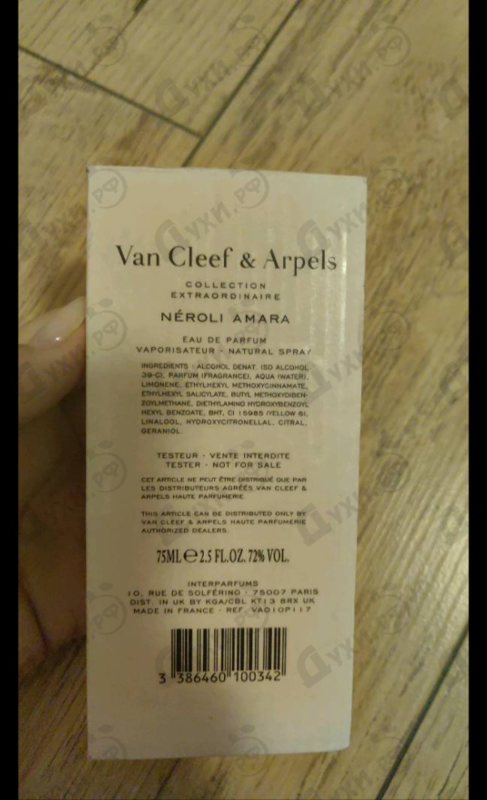 Van Cleef & Arpels
COLLECTION
EXTRAORDINAIRE
NÉROLI AMARA
EAU DE PARFUM
VAPORISATEUR - NATURAL SPRAY
INGREDIENTS : ALCOHOL DENAT. (SD ALCOHOL
39-C), PARFUM (FRAGRANCE), AQUA (WATER),
LIMONENE, ETHYLHEXYL METHOXYCINNAMATE,
ETHYLHEXYL SALICYLATE, BUTYL METHOXYDIBEN-
ZOYLMETHANE, DIETHYLAMINO HYDROXYBENZOYL
HEXYL BENZOATE, BHT, CI 15985 (YELLOW 6),
LINALOOL, HYDROXYCITRONELLAL, CITRAL,
GERANIOL.
TESTEUR - VENTE INTERDITE
TESTER - NOT FOR SALE
CET ARTICLE NE PEUT ÊTRE DISTRIBUÉ QUE PAR
LES DISTRIBUTEURS AGRÉÉS VAN CLEEF &
ARPELS HAUTE PARFUMERIE.
THIS ARTICLE CAN BE DISTRIBUTED ONLY BY
VAN CLEEF & ARPELS HAUTE PARFUMERIE
AUTHORIZED DEALERS.
75ML ℮ 2.5 FL.OZ. 72% VOL.
INTERPARFUMS
10, RUE DE SOLFÉRINO - 75007 PARIS
DIST. IN UK BY KGA/CBL KT13 8RX UK
MADE IN FRANCE - REF. VA010P117
3 386460 100342
Духи.рф